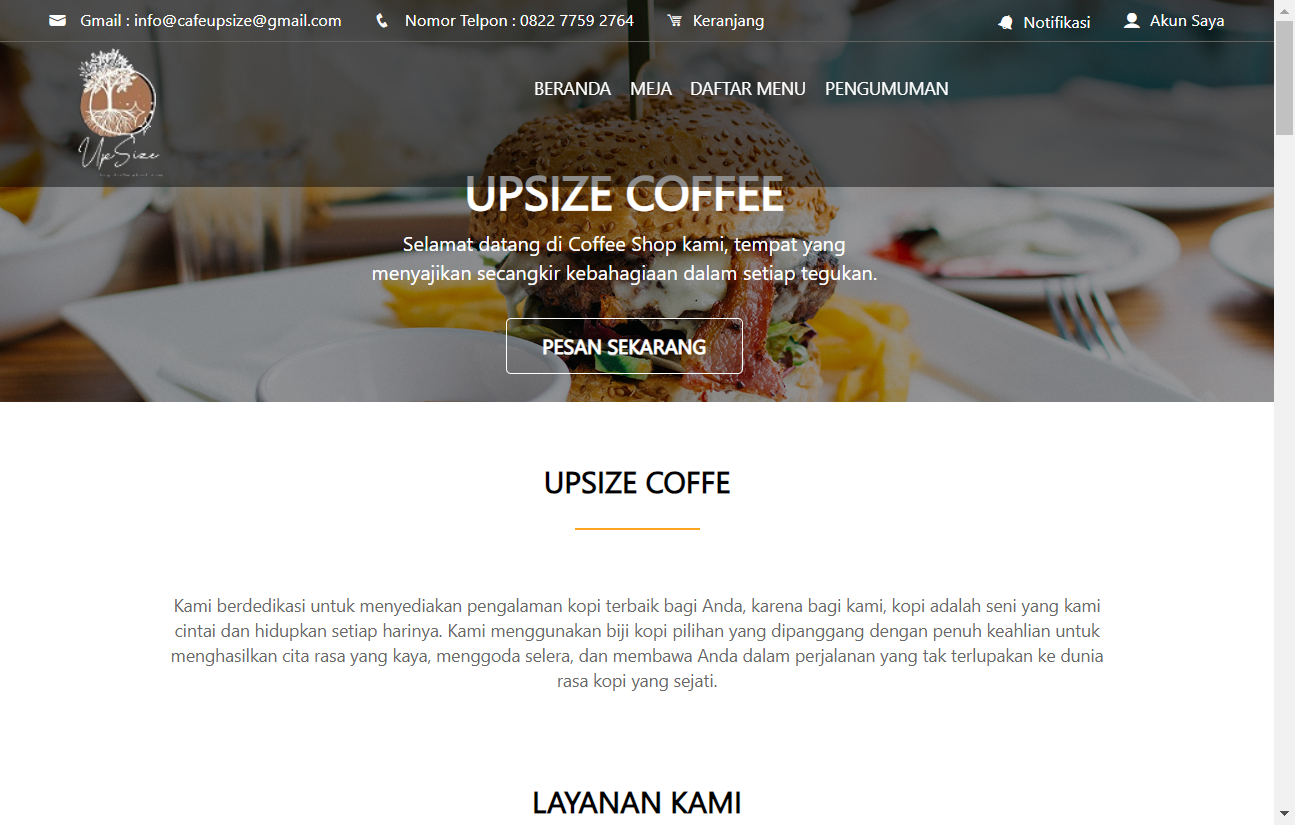 Gmail : info@cafeupsize@gmail.com Nomor Telpon : 0822 7759 2764 Keranjang Notifikasi Akun Saya
BERANDA MEJA DAFTAR MENU PENGUMUMAN
UpSize
UPSIZE COFFEE
Selamat datang di Coffee Shop kami, tempat yang
menyajikan secangkir kebahagiaan dalam setiap tegukan.
PESAN SEKARANG
UPSIZE COFFE
Kami berdedikasi untuk menyediakan pengalaman kopi terbaik bagi Anda, karena bagi kami, kopi adalah seni yang kami
cintai dan hidupkan setiap harinya. Kami menggunakan biji kopi pilihan yang dipanggang dengan penuh keahlian untuk
menghasilkan cita rasa yang kaya, menggoda selera, dan membawa Anda dalam perjalanan yang tak terlupakan ke dunia
rasa kopi yang sejati.
LAYANAN KAMI